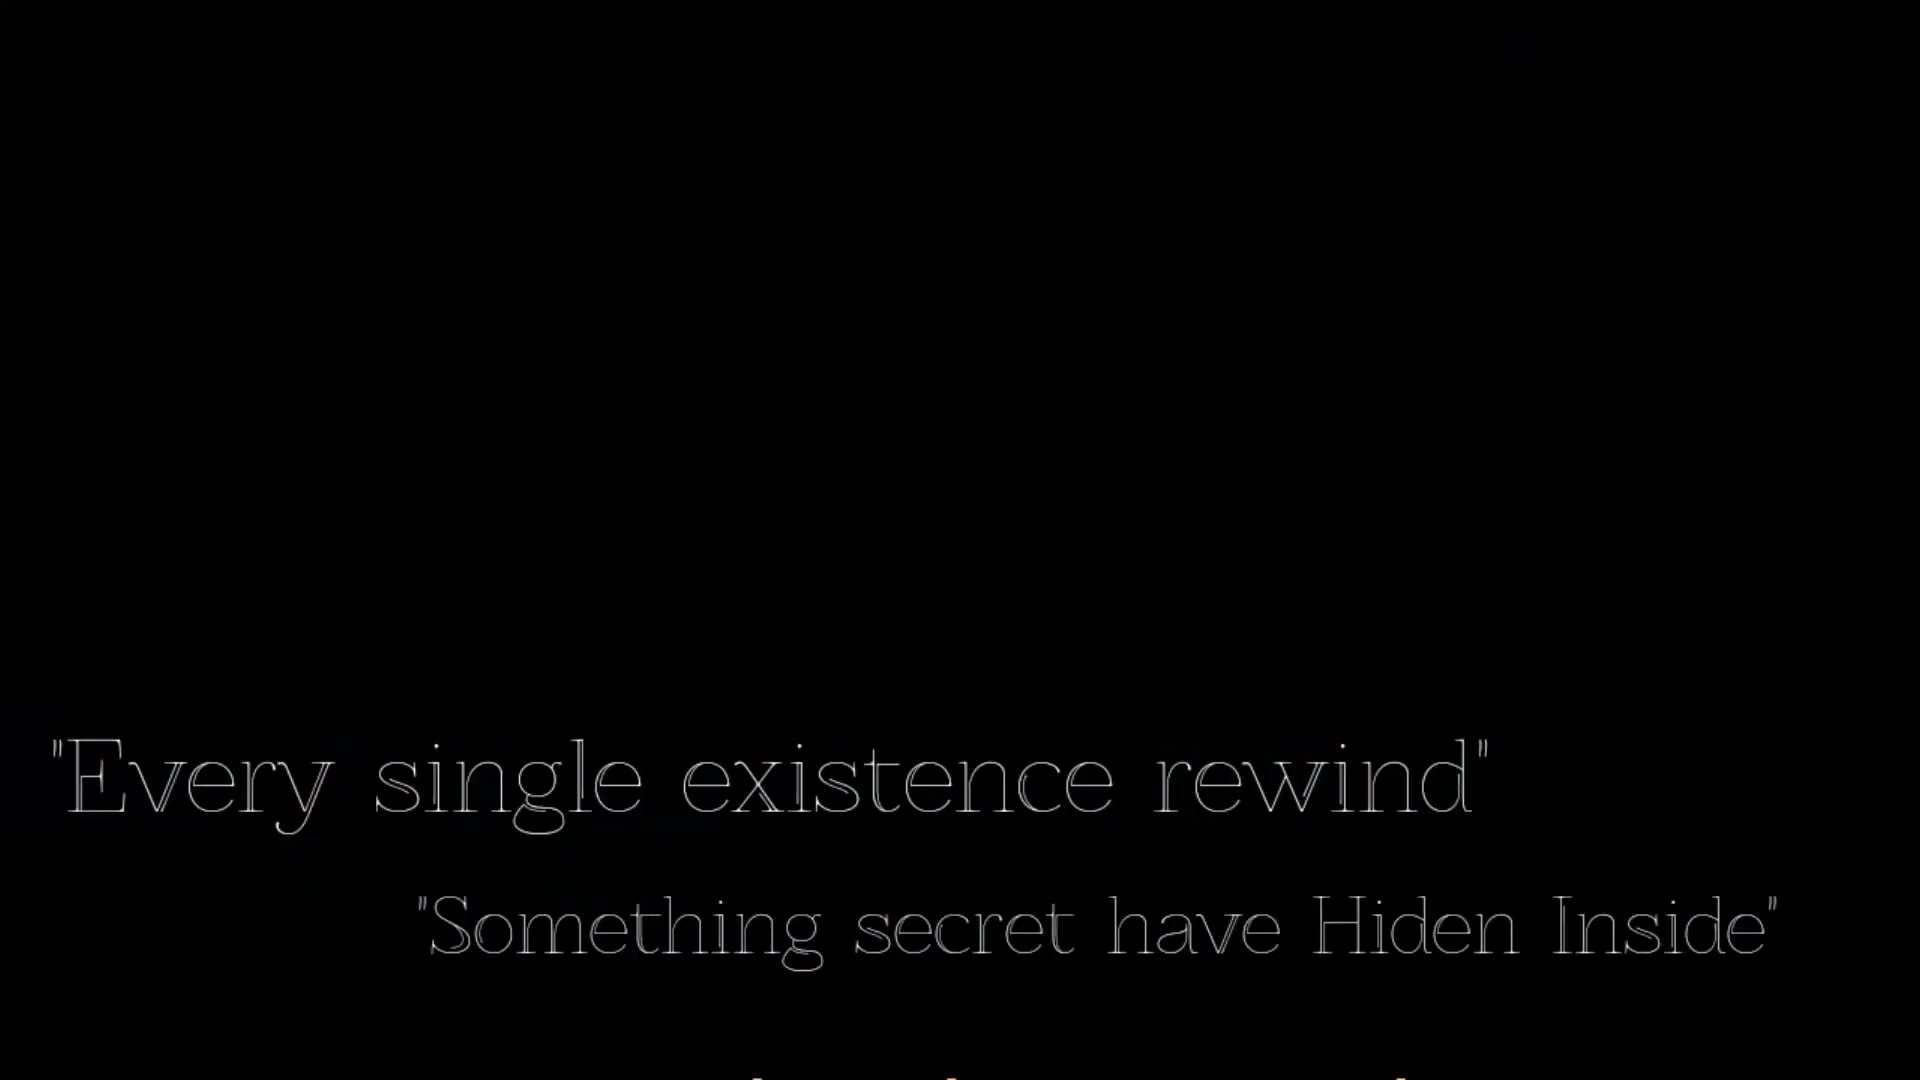 "Every single existence rewind"
"Something secret have Hiden Inside"